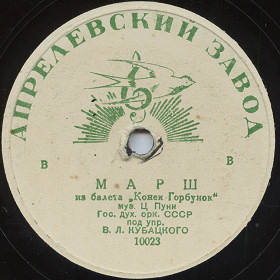 АПРЕЛЕВСКИЙ ЗАВОД
В В
МАРШ
из балета „Конек Горбунок“
муз. Ц. Пуни
Гос. дух. орк. СССР
под упр.
В. Л. КУБАЦКОГО
10023